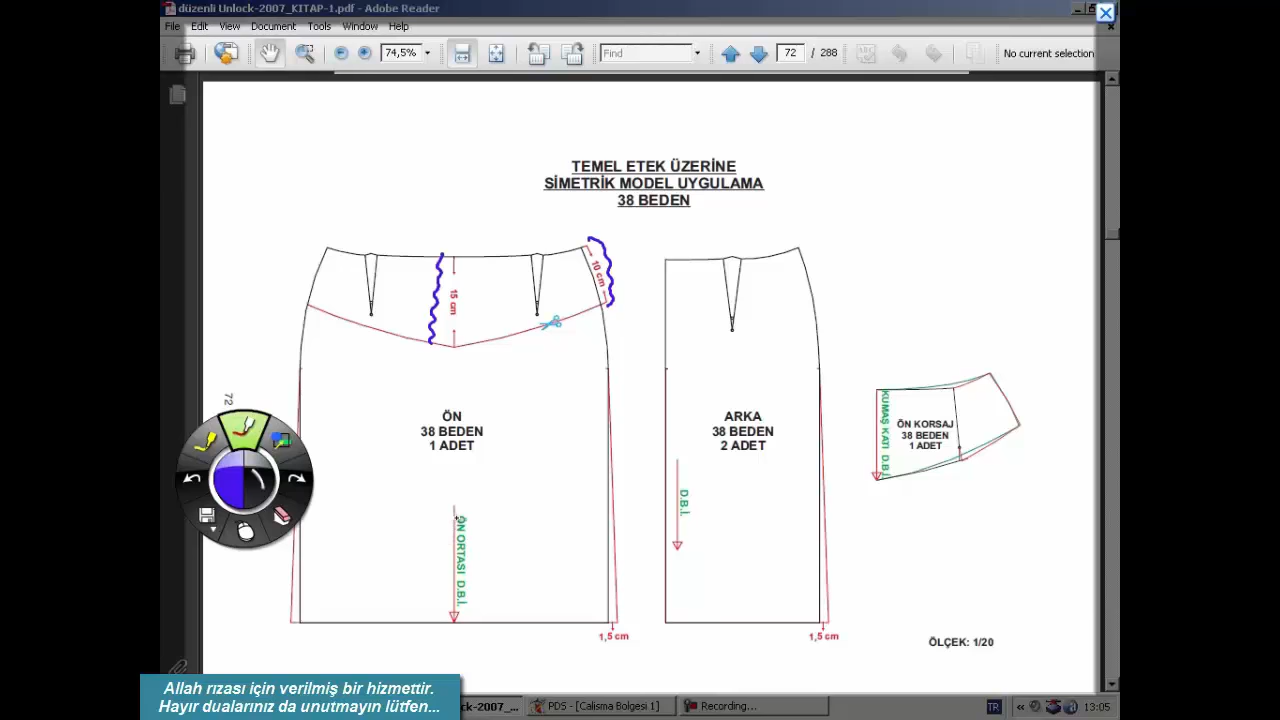 düzenli Unlock-2007_KITAP-1.pdf - Adobe Reader
File Edit View Document Tools Window Help
74,5% Find 72 / 288 No current selection
TEMEL ETEK ÜZERİNE
SİMETRİK MODEL UYGULAMA
38 BEDEN
10 cm
15 cm
72
ÖN
38 BEDEN
1 ADET
ARKA
38 BEDEN
2 ADET
KUMAŞ KATI D.B.İ.
ÖN KORSAJ
38 BEDEN
1 ADET
D.B.İ.
ÖN ORTASI D.B.İ.
1,5 cm
1,5 cm
ÖLÇEK: 1/20
Allah rızası için verilmiş bir hizmettir.
Hayır dualarınız da unutmayın lütfen...
ck-2007_... PDS - [Calisma Bolgesi 1] Recording... TR 13:05